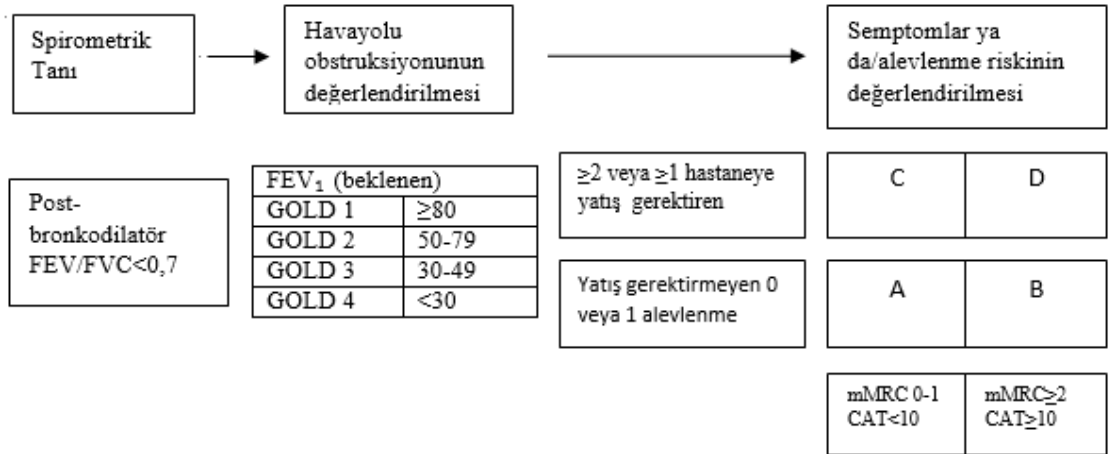 Spirometrik
Tanı
Havayolu
obstruksiyonunun
değerlendirilmesi
Semptomlar ya
da/alevlenme riskinin
değerlendirilmesi
Post-
bronkodilatör
FEV/FVC<0,7
FEV₁ (beklenen)
GOLD 1 ≥80
GOLD 2 50-79
GOLD 3 30-49
GOLD 4 <30
≥2 veya ≥1 hastaneye
yatış gerektiren
Yatış gerektirmeyen 0
veya 1 alevlenme
C D
A B
mMRC 0-1 mMRC≥2
CAT<10 CAT≥10